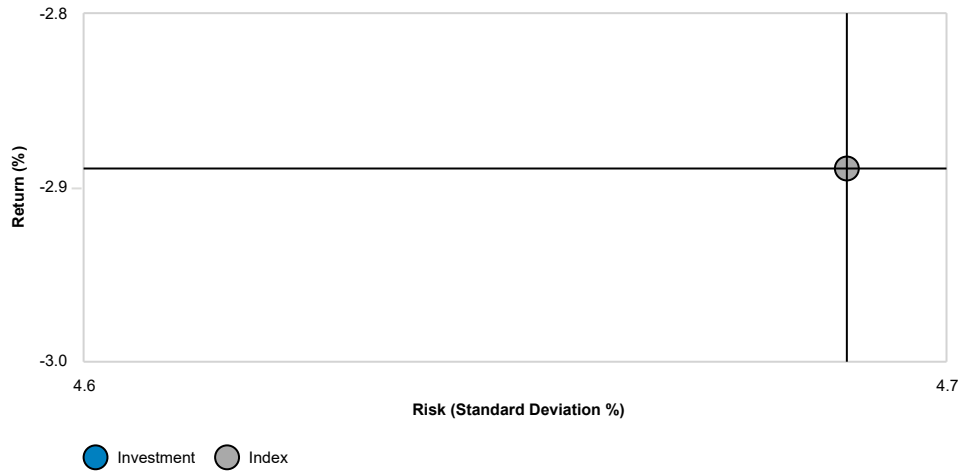 -2.8
-2.9
-3.0
Return (%)
4.6
4.7
Risk (Standard Deviation %)
Investment
Index